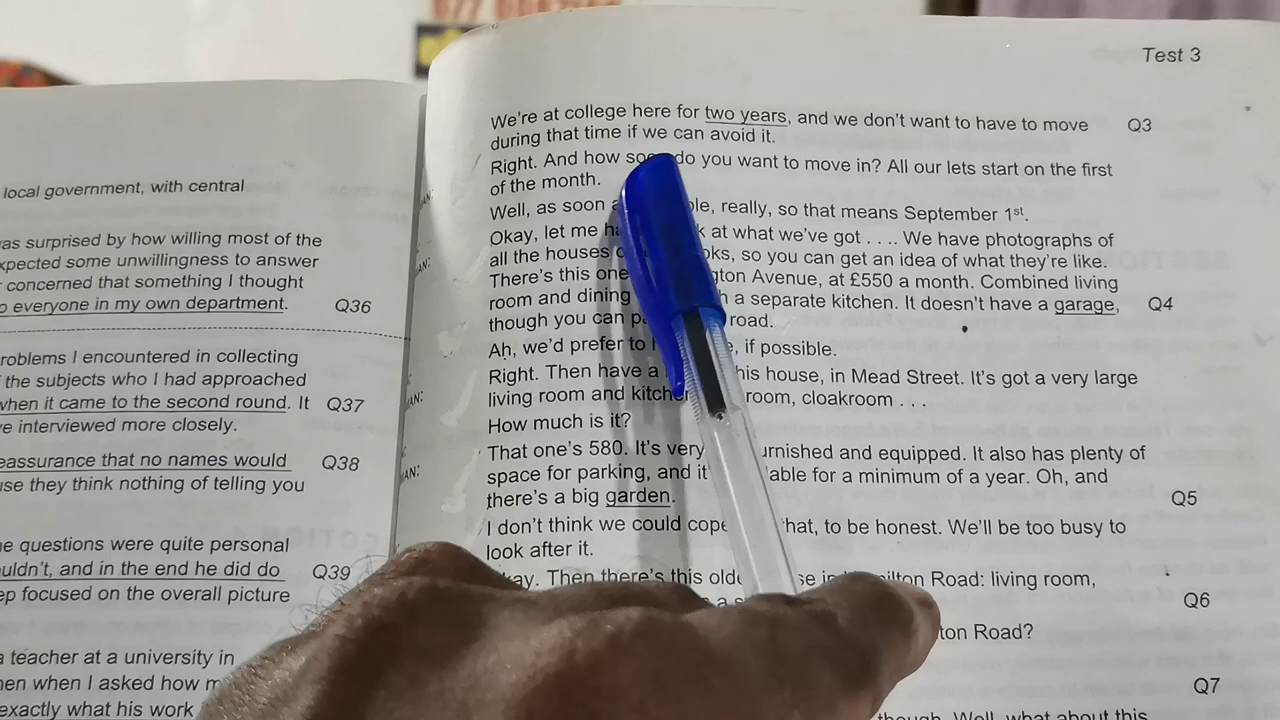 local government, with central
as surprised by how willing most of the
xpected some unwillingness to answer
concerned that something I thought
everyone in my own department. Q36
roblems I encountered in collecting
the subjects who I had approached
when it came to the second round. It Q37
e interviewed more closely.
eassurance that no names would Q38
use they think nothing of telling you
e questions were quite personal
uldn't, and in the end he did do Q39
ep focused on the overall picture
a teacher at a university in
en when I asked how m
exactly what his work
Test 3
We're at college here for two years, and we don't want to have to move Q3
during that time if we can avoid it.
Right. And how soo do you want to move in? All our lets start on the first
of the month.
Well, as soon a ble, really, so that means September 1st.
Okay, let me ha k at what we've got . . . . We have photographs of
all the houses o oks, so you can get an idea of what they're like.
There's this one gton Avenue, at £550 a month. Combined living
room and dining h a separate kitchen. It doesn't have a garage, Q4
though you can p road.
Ah, we'd prefer to e, if possible.
Right. Then have a his house, in Mead Street. It's got a very large
living room and kitche room, cloakroom . . .
How much is it?
That one's 580. It's very urnished and equipped. It also has plenty of
AN: space for parking, and it able for a minimum of a year. Oh, and
there's a big garden. Q5
I don't think we could cope hat, to be honest. We'll be too busy to
look after it.
kay. Then there's this olde se in ilton Road: living room,
a s Q6
ton Road?
Q7
though. Well, what about this